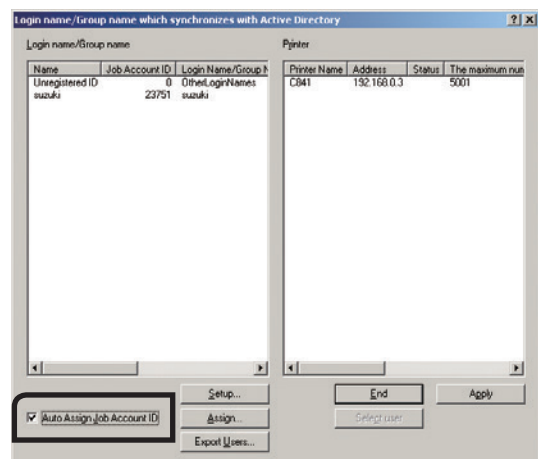 Login name/Group name which synchronizes with Active Directory
Login name/Group name
Printer
Name Job Account ID Login Name/Group N
Unregistered ID 0 OtherLoginNames
suzuki 23751 suzuki
Printer Name Address Status The maximum num
C841 192.168.0.3 5001
Setup...
End
Apply
Auto Assign Job Account ID
Assign...
Select user
Export Users...